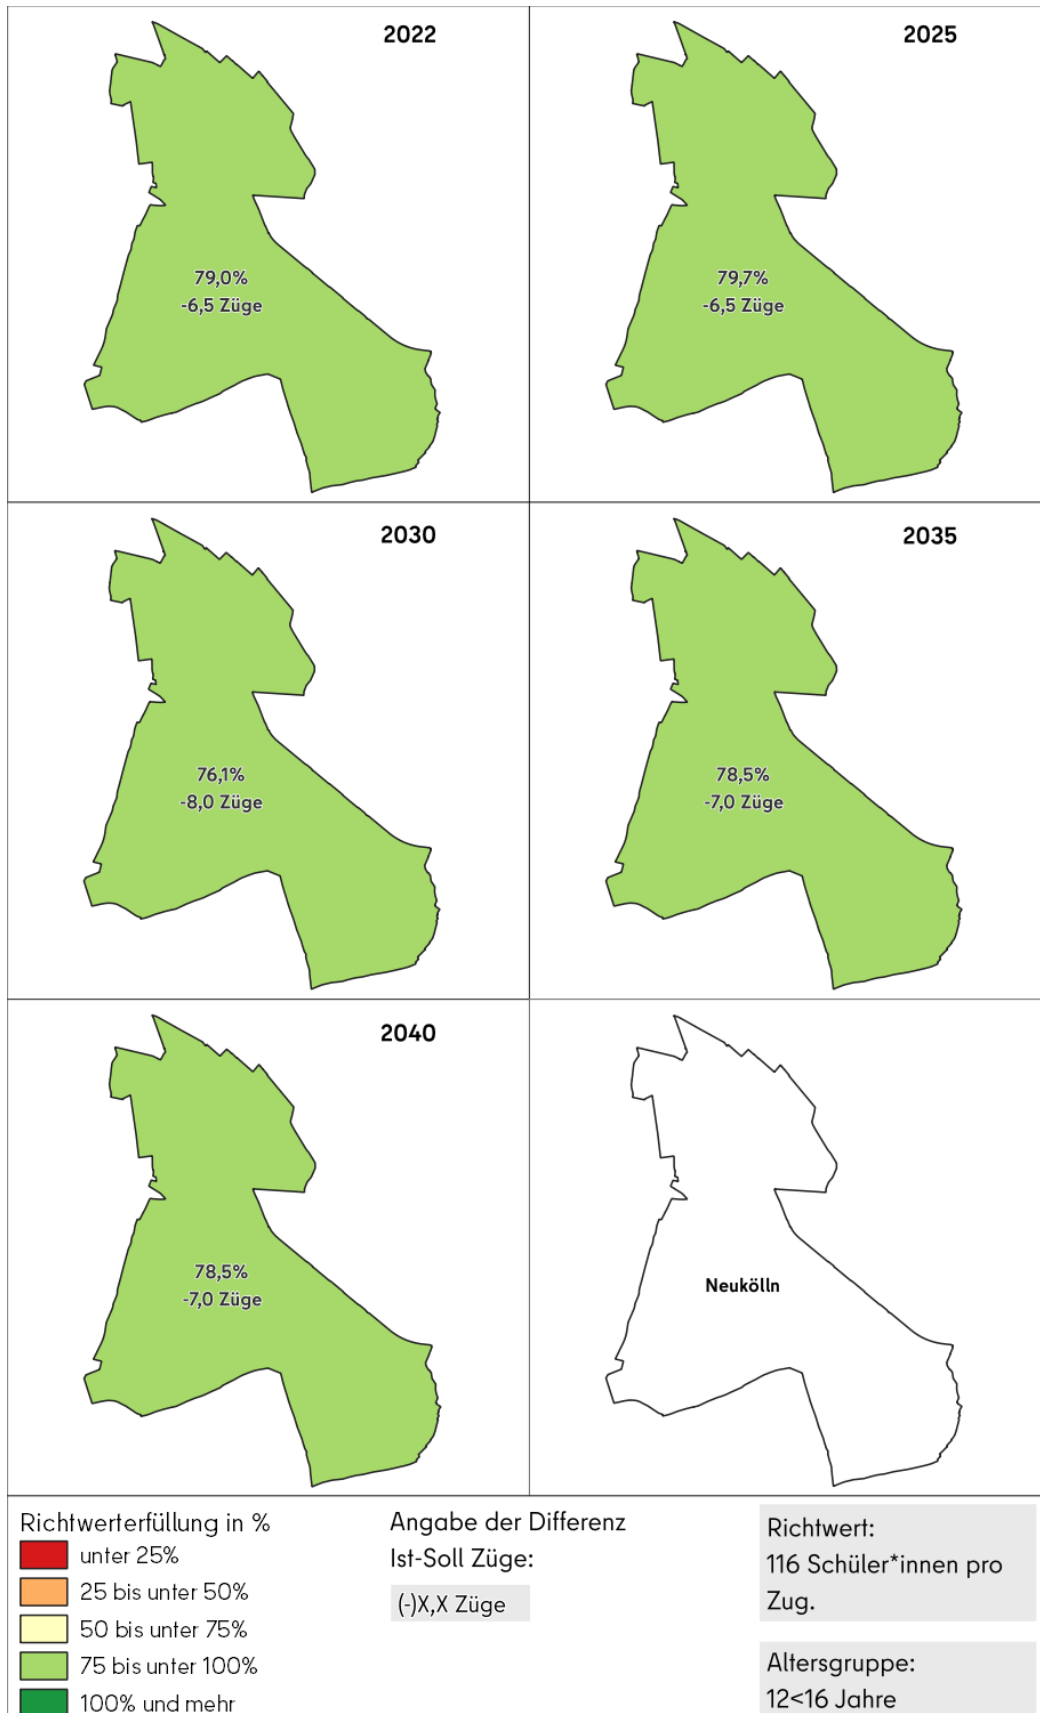 2022
79,0%
-6,5 Züge
2025
79,7%
-6,5 Züge
2030
76,1%
-8,0 Züge
2035
78,5%
-7,0 Züge
2040
78,5%
-7,0 Züge
Neukölln
Richtwerterfüllung in %
unter 25%
25 bis unter 50%
50 bis unter 75%
75 bis unter 100%
100% und mehr
Angabe der Differenz
Ist-Soll Züge:
(-)X,X Züge
Richtwert:
116 Schüler*innen pro
Zug.
Altersgruppe:
12<16 Jahre